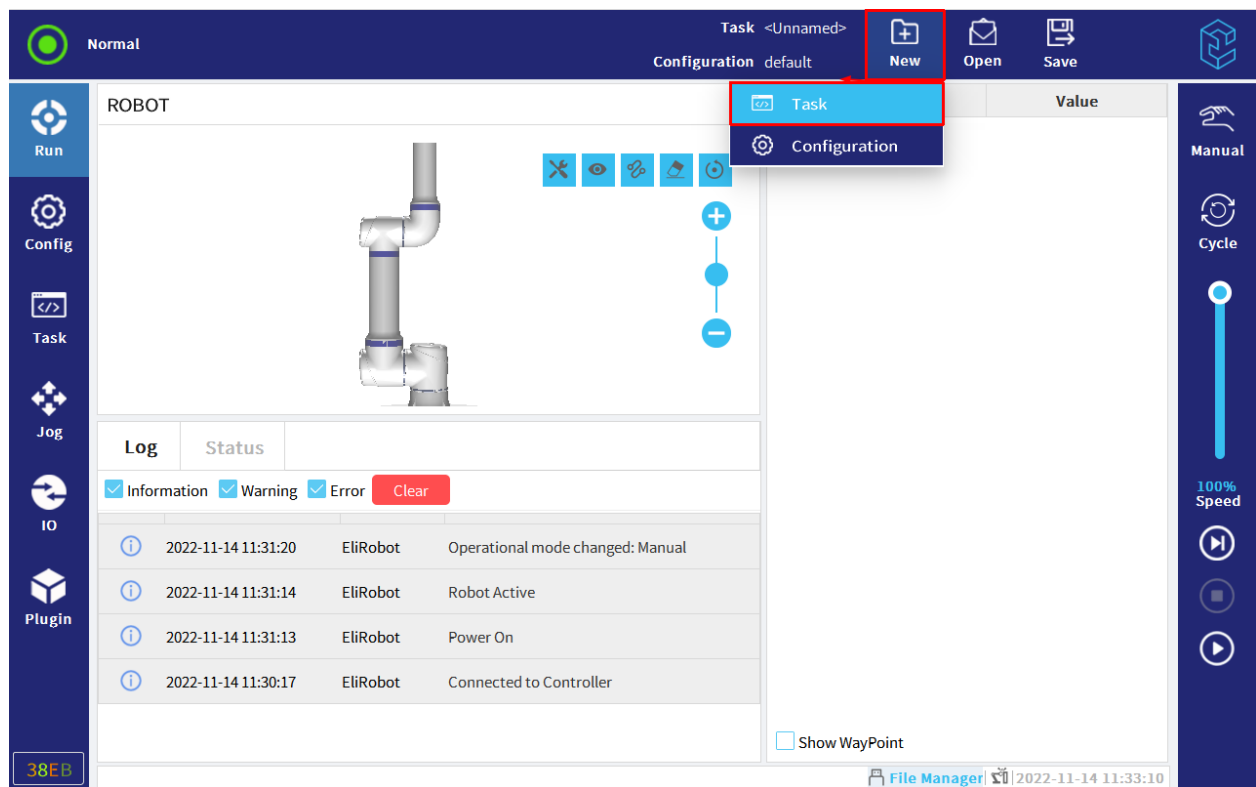 Normal
Task <Unnamed>
Configuration default
New
Open
Save
Task
Configuration
Run
Config
Task
Jog
IO
Plugin
38EB
ROBOT
Value
Log Status
Information Warning Error Clear
2022-11-14 11:31:20 EliRobot Operational mode changed: Manual
2022-11-14 11:31:14 EliRobot Robot Active
2022-11-14 11:31:13 EliRobot Power On
2022-11-14 11:30:17 EliRobot Connected to Controller
Show WayPoint
File Manager 2022-11-14 11:33:10
Manual
Cycle
100%
Speed